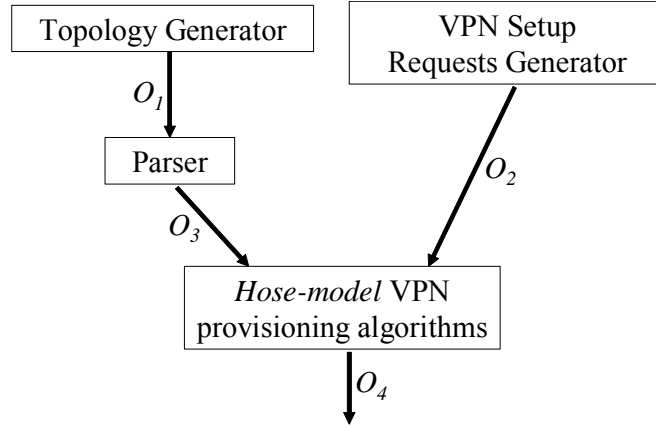 Topology Generator
VPN Setup
Requests Generator
O1
Parser
O2
O3
Hose-model VPN
provisioning algorithms
O4